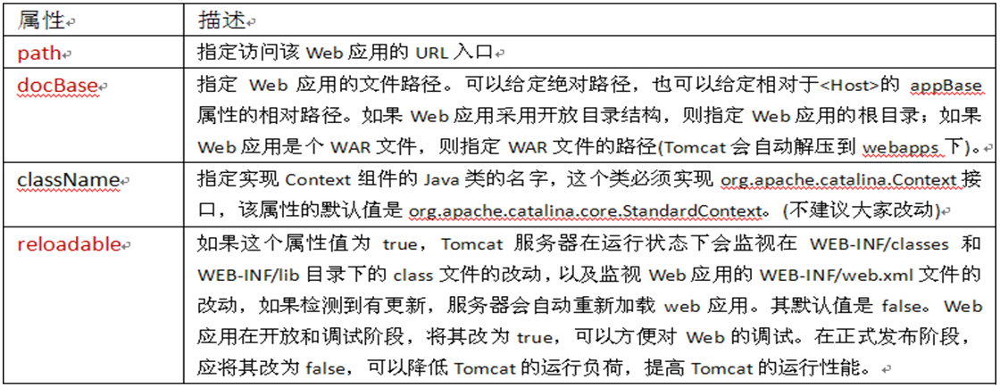 属性 描述
path 指定访问该 Web 应用的 URL 入口
docBase 指定 Web 应用的文件路径。可以给定绝对路径，也可以给定相对于<Host>的 appBase
属性的相对路径。如果 Web 应用采用开放目录结构，则指定 Web 应用的根目录；如果
Web 应用是个 WAR 文件，则指定 WAR 文件的路径(Tomcat 会自动解压到 webapps 下)。
className 指定实现 Context 组件的 Java 类的名字，这个类必须实现 org.apache.catalina.Context 接
口，该属性的默认值是 org.apache.catalina.core.StandardContext。(不建议大家改动)
reloadable 如果这个属性值为 true，Tomcat 服务器在运行状态下会监视在 WEB-INF/classes 和
WEB-INF/lib 目录下的 class 文件的改动，以及监视 Web 应用的 WEB-INF/web.xml 文件的
改动，如果检测到有更新，服务器会自动重新加载 web 应用。其默认值是 false。Web
应用在开放和调试阶段，将其改为 true，可以方便对 Web 的调试。在正式发布阶段，
应将其改为 false，可以降低 Tomcat 的运行负荷，提高 Tomcat 的运行性能。